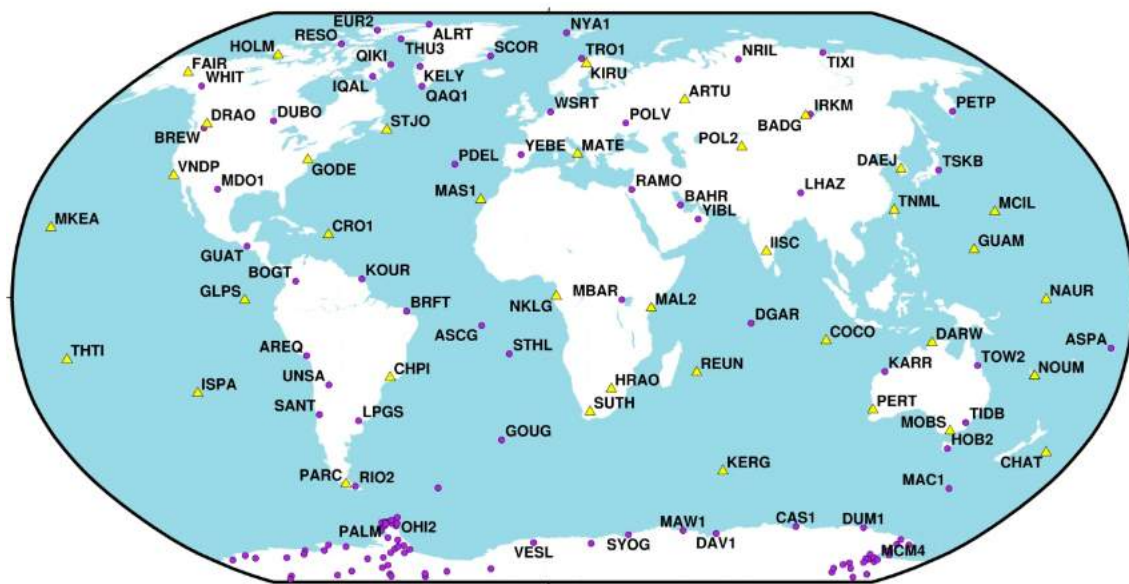 EUR2
ALRT
NYA1
RESO
THU3
SCOR
HOLM
QIKI
TRO1
NRIL
TIXI
FAIR
WHIT
IQAL
KELY
KIRU
QAQ1
ARTU
DRAO
DUBO
WSRT
POLV
IRKM
PETP
BREW
STJO
BADG
POL2
YEBE
MATE
DAEJ
TSKB
VNDP
GODE
PDEL
MDO1
MAS1
RAMO
LHAZ
BAHR
TNML
MCIL
MKEA
YIBL
CRO1
GUAT
IISC
GUAM
BOGT
KOUR
GLPS
MBAR
NAUR
BRFT
NKLG
MAL2
DGAR
ASCG
COCO
DARW
ASPA
THTI
AREQ
STHL
REUN
KARR
TOW2
CHPI
UNSA
HRAO
NOUM
ISPA
SANT
LPGS
SUTH
PERT
MOBS
TIDB
GOUG
HOB2
CHAT
KERG
PARC
RIO2
MAC1
PALM
OHI2
MAW1
CAS1
DUM1
VESL
SYOG
DAV1
MCM4